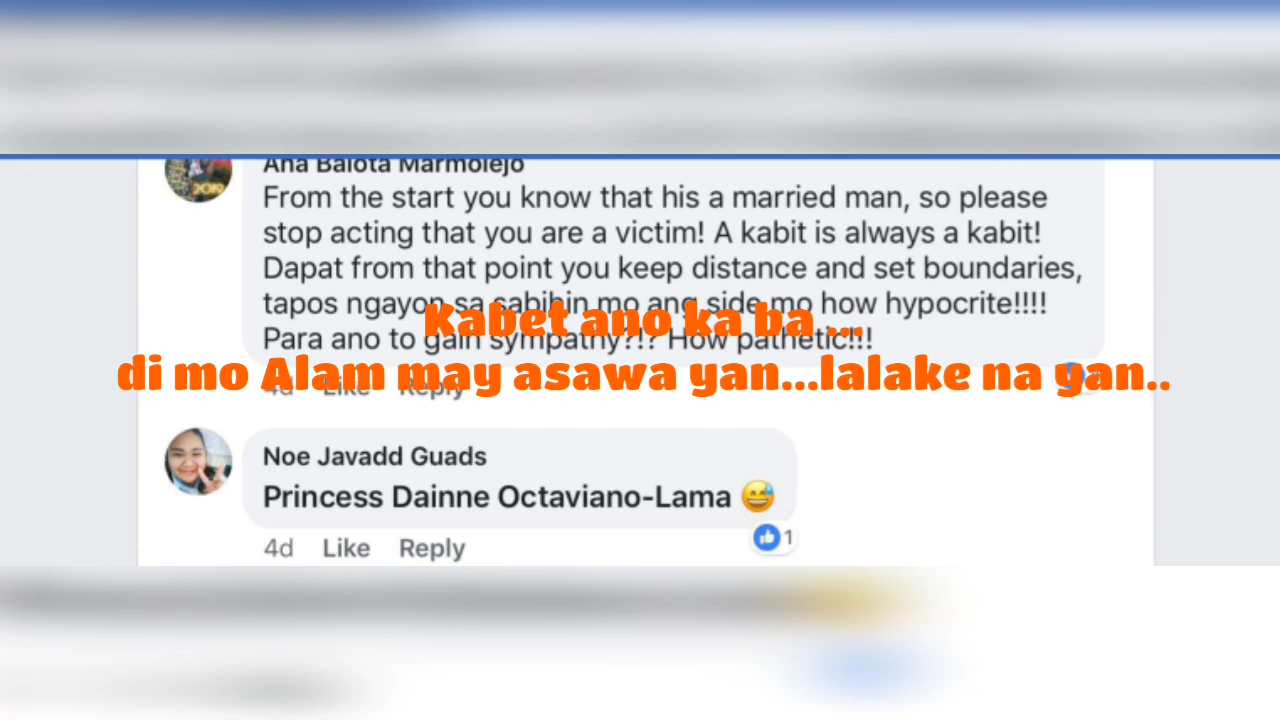 Ana Balota Marmolejo
From the start you know that his a married man, so please
stop acting that you are a victim! A kabit is always a kabit!
Dapat from that point you keep distance and set boundaries,
tapos ngayon sa sabihin mo ang side mo how hypocrite!!!!
Para ano to gain sympathy?!? How pathetic!!!
Kabet ano ka ba ...
di mo Alam may asawa yan...lalake na yan..
4d Like Reply
Noe Javadd Guads
Princess Dainne Octaviano-Lama 😅
4d Like Reply
1
2019